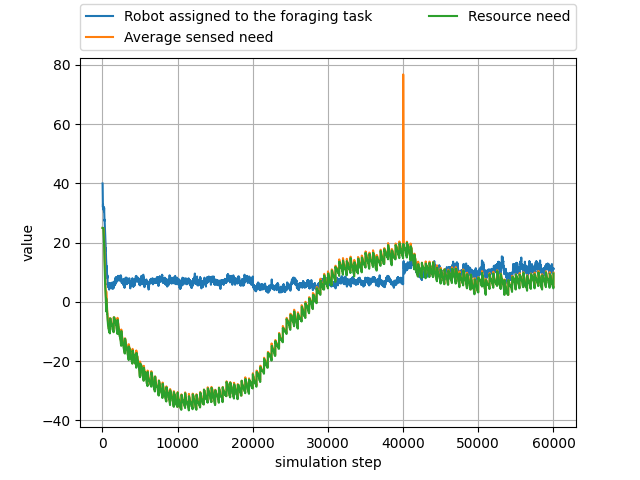 Robot assigned to the foraging task
Average sensed need
Resource need
80
60
40
20
0
−20
−40
value
0 10000 20000 30000 40000 50000 60000
simulation step